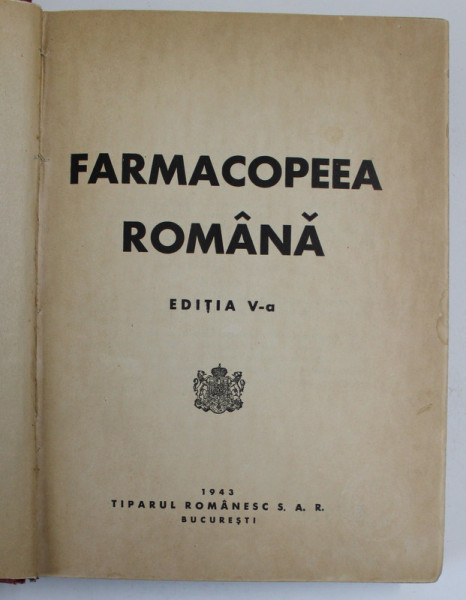 FARMACOPEEA
ROMÂNĂ
EDIȚIA V-a
1943
TIPARUL ROMÂNESC S. A. R.
BUCUREȘTI